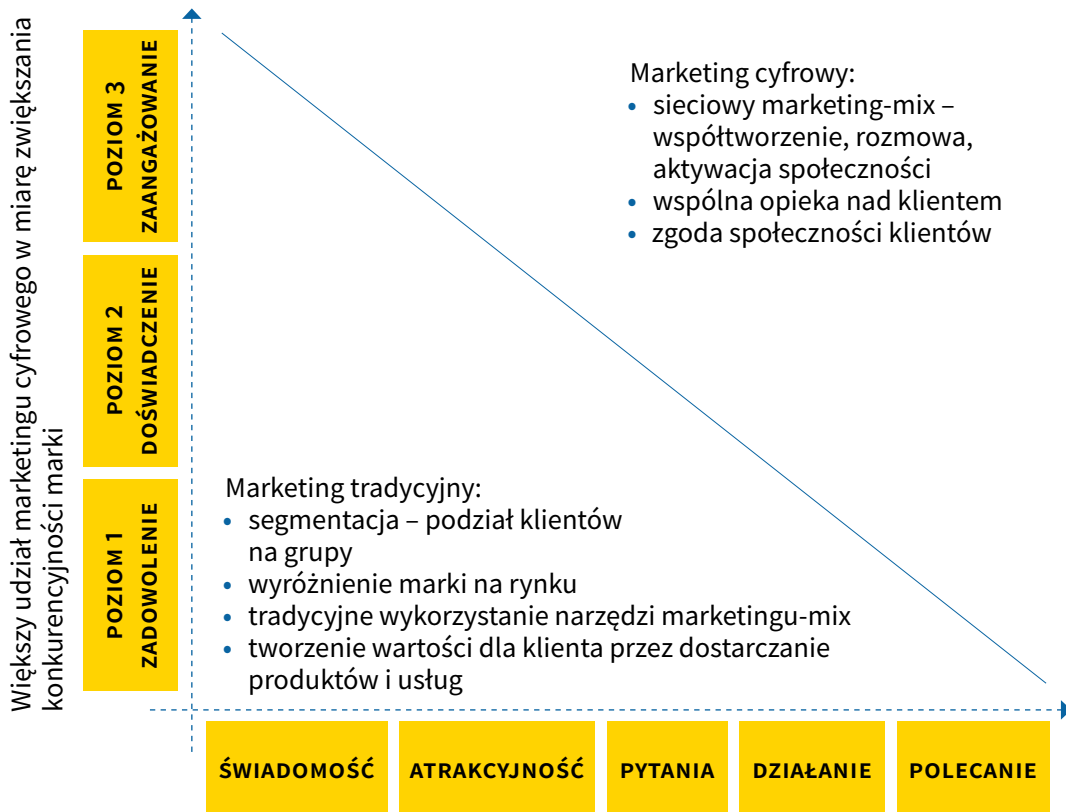 Większy udział marketingu cyfrowego w miarę zwiększania
konkurencyjności marki
POZIOM 3
ZAANGAŻOWANIE
POZIOM 2
DOŚWIADCZENIE
POZIOM 1
ZADOWOLENIE
Marketing cyfrowy:
• sieciowy marketing-mix –
współtworzenie, rozmowa,
aktywacja społeczności
• wspólna opieka nad klientem
• zgoda społeczności klientów
Marketing tradycyjny:
• segmentacja – podział klientów
na grupy
• wyróżnienie marki na rynku
• tradycyjne wykorzystanie narzędzi marketingu-mix
• tworzenie wartości dla klienta przez dostarczanie
produktów i usług
ŚWIADOMOŚĆ
ATRAKCYJNOŚĆ
PYTANIA
DZIAŁANIE
POLECANIE